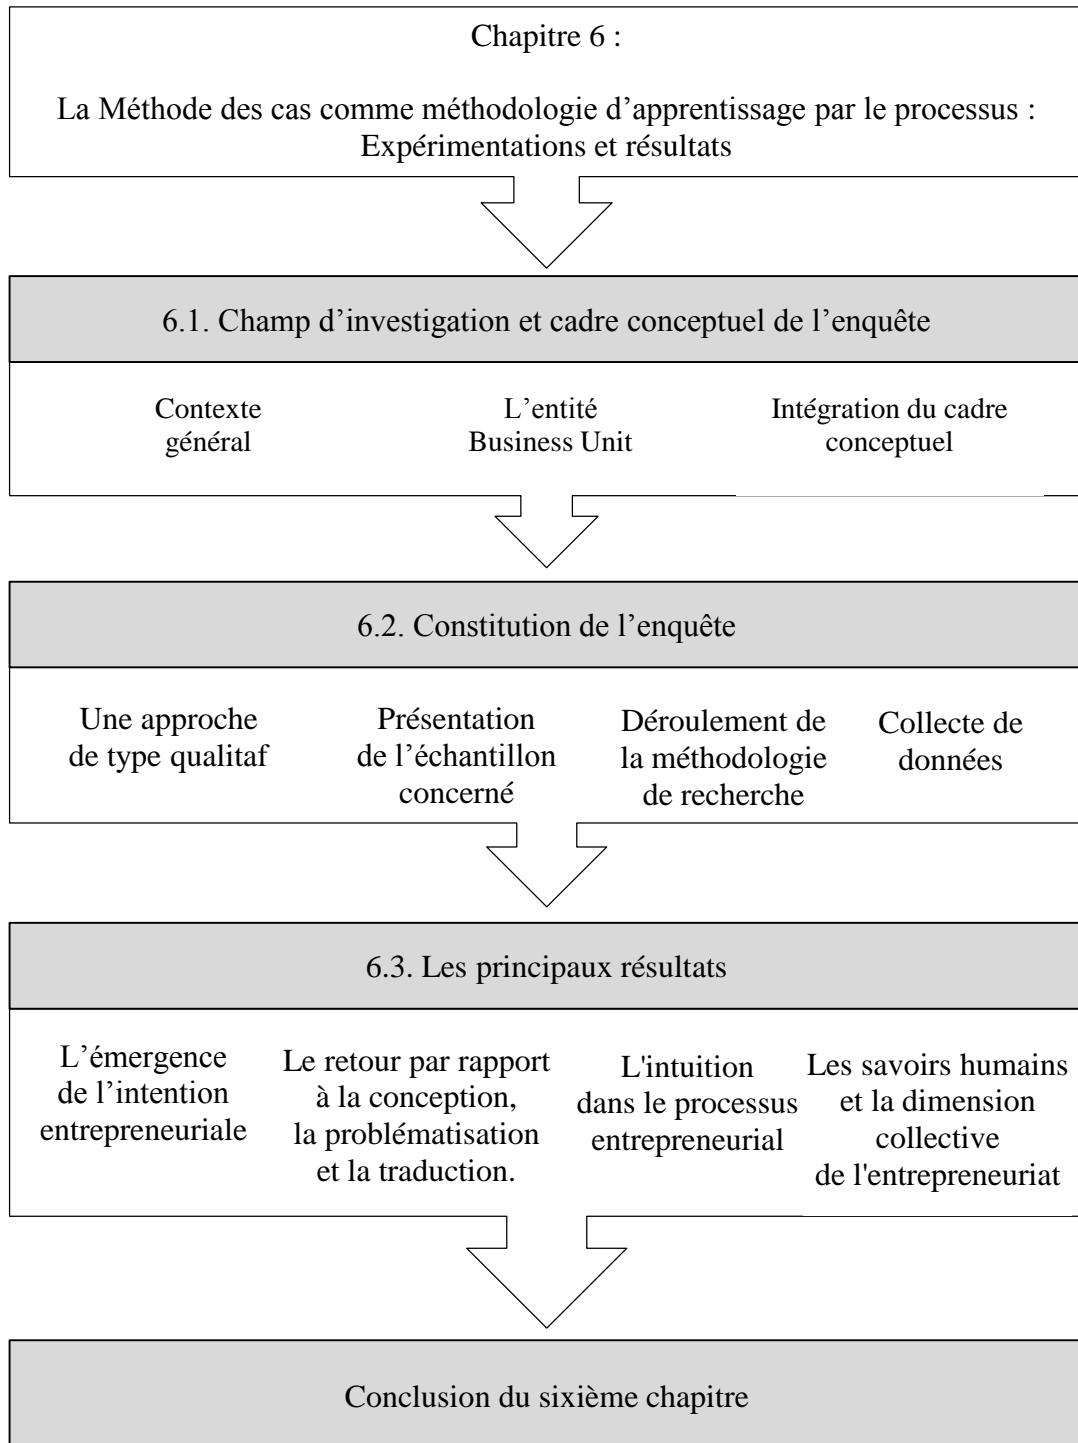 Chapitre 6 :
La Méthode des cas comme méthodologie d’apprentissage par le processus :
Expérimentations et résultats
6.1. Champ d’investigation et cadre conceptuel de l’enquête
Contexte
général
L’entité
Business Unit
Intégration du cadre
conceptuel
6.2. Constitution de l’enquête
Une approche
de type qualitaf
Présentation
de l’échantillon
concerné
Déroulement de
la méthodologie
de recherche
Collecte de
données
6.3. Les principaux résultats
L’émergence
de l’intention
entrepreneuriale
Le retour par rapport
à la conception,
la problématisation
et la traduction.
L'intuition
dans le processus
entrepreneurial
Les savoirs humains
et la dimension
collective
de l'entrepreneuriat
Conclusion du sixième chapitre